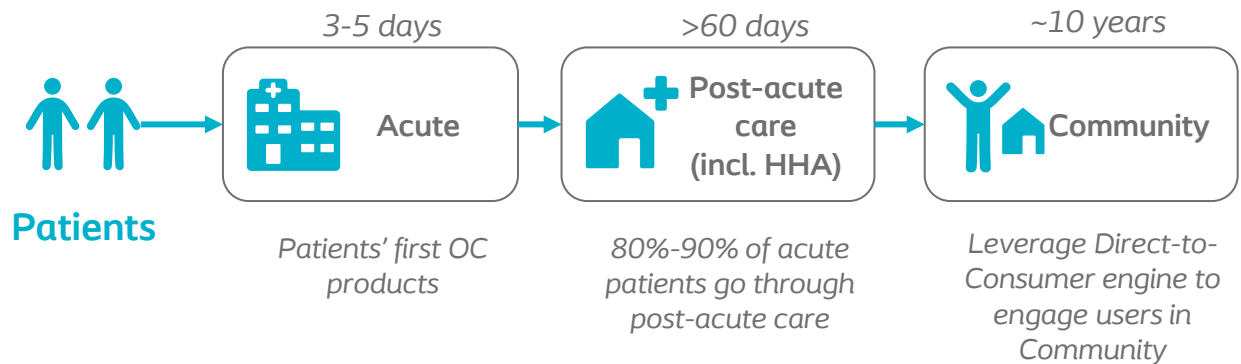 3-5 days
>60 days
~10 years
Patients
Acute
Post-acute
care
(incl. HHA)
Community
Patients’ first OC
products
80%-90% of acute
patients go through
post-acute care
Leverage Direct-to-
Consumer engine to
engage users in
Community